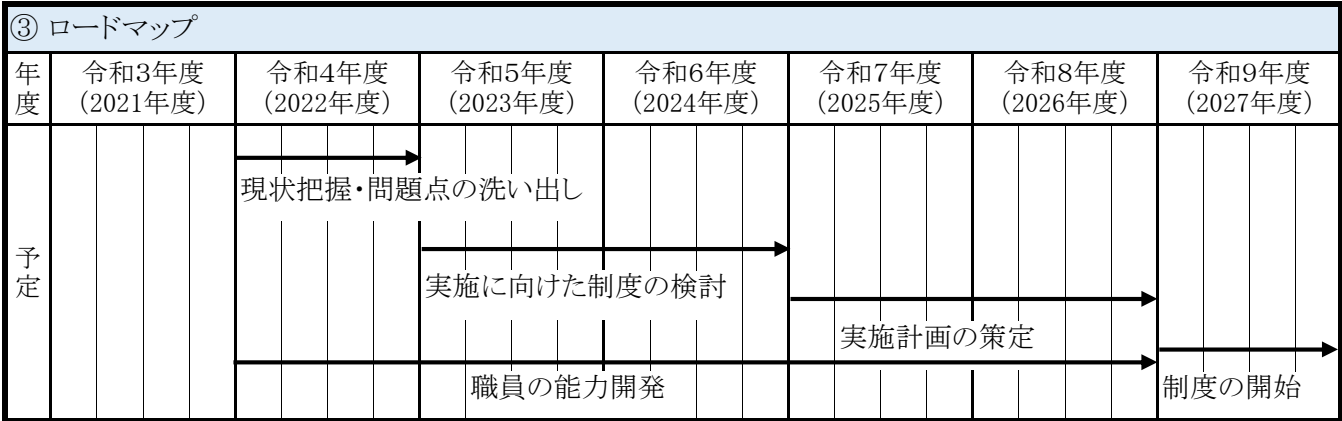 ③ ロードマップ
年度
令和3年度
(2021年度)
令和4年度
(2022年度)
令和5年度
(2023年度)
令和6年度
(2024年度)
令和7年度
(2025年度)
令和8年度
(2026年度)
令和9年度
(2027年度)
予定
現状把握・問題点の洗い出し
実施に向けた制度の検討
実施計画の策定
職員の能力開発
制度の開始